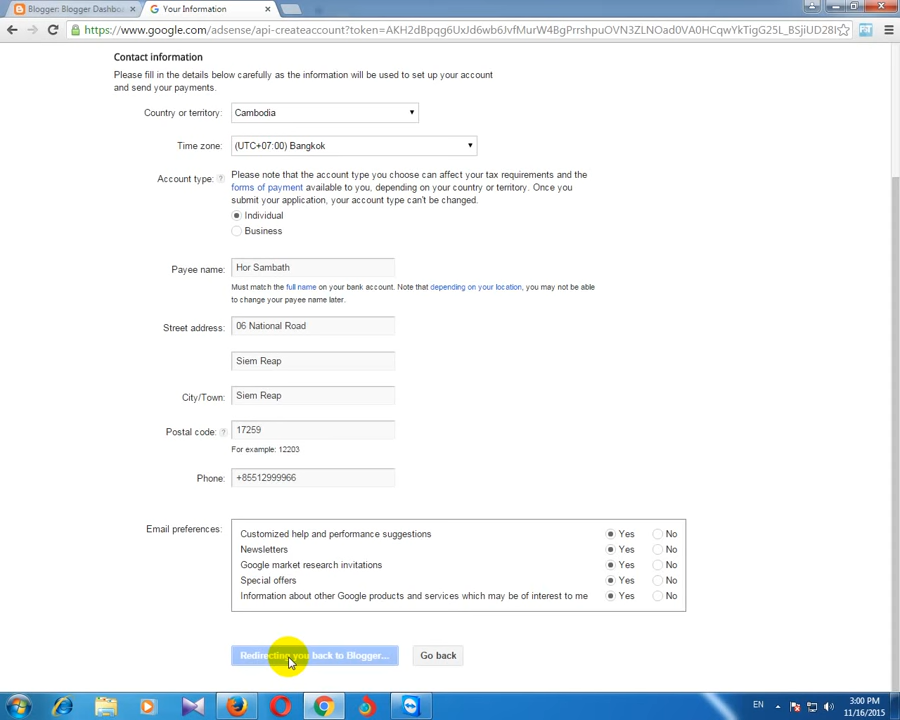 Blogger: Blogger Dashbo
Your Information
https://www.google.com/adsense/api-createaccount?token=
Contact information
Please fill in the details below carefully as the information will be used to set up your account
and send your payments.
Country or territory: Cambodia
Time zone: (UTC+07:00) Bangkok
Account type: ? Please note that the account type you choose can affect your tax requirements and the
forms of payment available to you, depending on your country or territory. Once you
submit your application, your account type can't be changed.
Individual
Business
Payee name: Hor Sambath
Must match the full name on your bank account. Note that depending on your location, you may not be able
to change your payee name later.
Street address: 06 National Road
Siem Reap
City/Town: Siem Reap
Postal code: ? 17259
For example: 12203
Phone: +85512999966
Email preferences:
Customized help and performance suggestions Yes No
Newsletters Yes No
Google market research invitations Yes No
Special offers Yes No
Information about other Google products and services which may be of interest to me Yes No
Redirecting you back to Blogger... Go back
EN
3:00 PM
11/16/2015